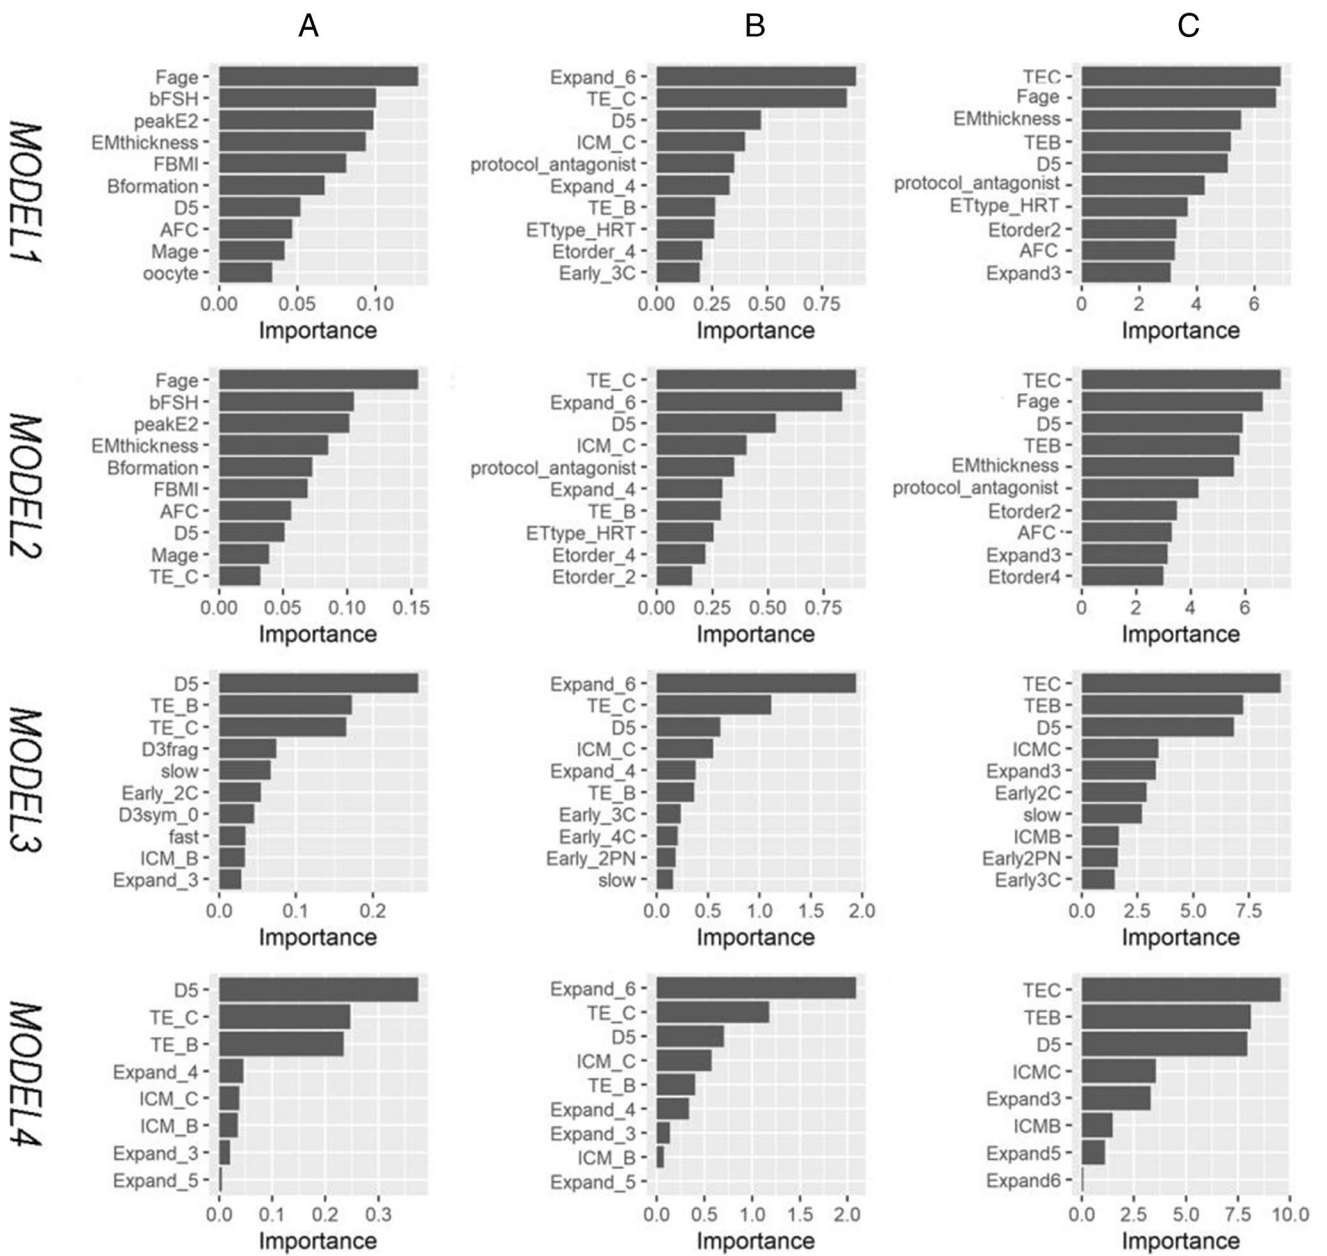 A
B
C
MODEL1
Fage
bFSH
peakE2
EMthickness
FBMI
Bformation
D5
AFC
Mage
oocyte
0.00 0.05 0.10
Importance
Expand_6
TE_C
D5
ICM_C
protocol_antagonist
Expand_4
TE_B
ETtype_HRT
Etorder_4
Early_3C
0.00 0.25 0.50 0.75
Importance
TEC
Fage
EMthickness
TEB
D5
protocol_antagonist
ETtype_HRT
Etorder2
AFC
Expand3
0 2 4 6
Importance
MODEL2
Fage
bFSH
peakE2
EMthickness
Bformation
FBMI
AFC
D5
Mage
TE_C
0.00 0.05 0.10 0.15
Importance
TE_C
Expand_6
D5
ICM_C
protocol_antagonist
Expand_4
TE_B
ETtype_HRT
Etorder_4
Etorder_2
0.00 0.25 0.50 0.75
Importance
TEC
Fage
D5
TEB
EMthickness
protocol_antagonist
Etorder2
AFC
Expand3
Etorder4
0 2 4 6
Importance
MODEL3
D5
TE_B
TE_C
D3frag
slow
Early_2C
D3sym_0
fast
ICM_B
Expand_3
0.0 0.1 0.2
Importance
Expand_6
TE_C
D5
ICM_C
Expand_4
TE_B
Early_3C
Early_4C
Early_2PN
slow
0.0 0.5 1.0 1.5 2.0
Importance
TEC
TEB
D5
ICMC
Expand3
Early2C
slow
ICMB
Early2PN
Early3C
0.0 2.5 5.0 7.5
Importance
MODEL4
D5
TE_C
TE_B
Expand_4
ICM_C
ICM_B
Expand_3
Expand_5
0.0 0.1 0.2 0.3
Importance
Expand_6
TE_C
D5
ICM_C
TE_B
Expand_4
Expand_3
ICM_B
Expand_5
0.0 0.5 1.0 1.5 2.0
Importance
TEC
TEB
D5
ICMC
Expand3
ICMB
Expand5
Expand6
0.0 2.5 5.0 7.5 10.0
Importance